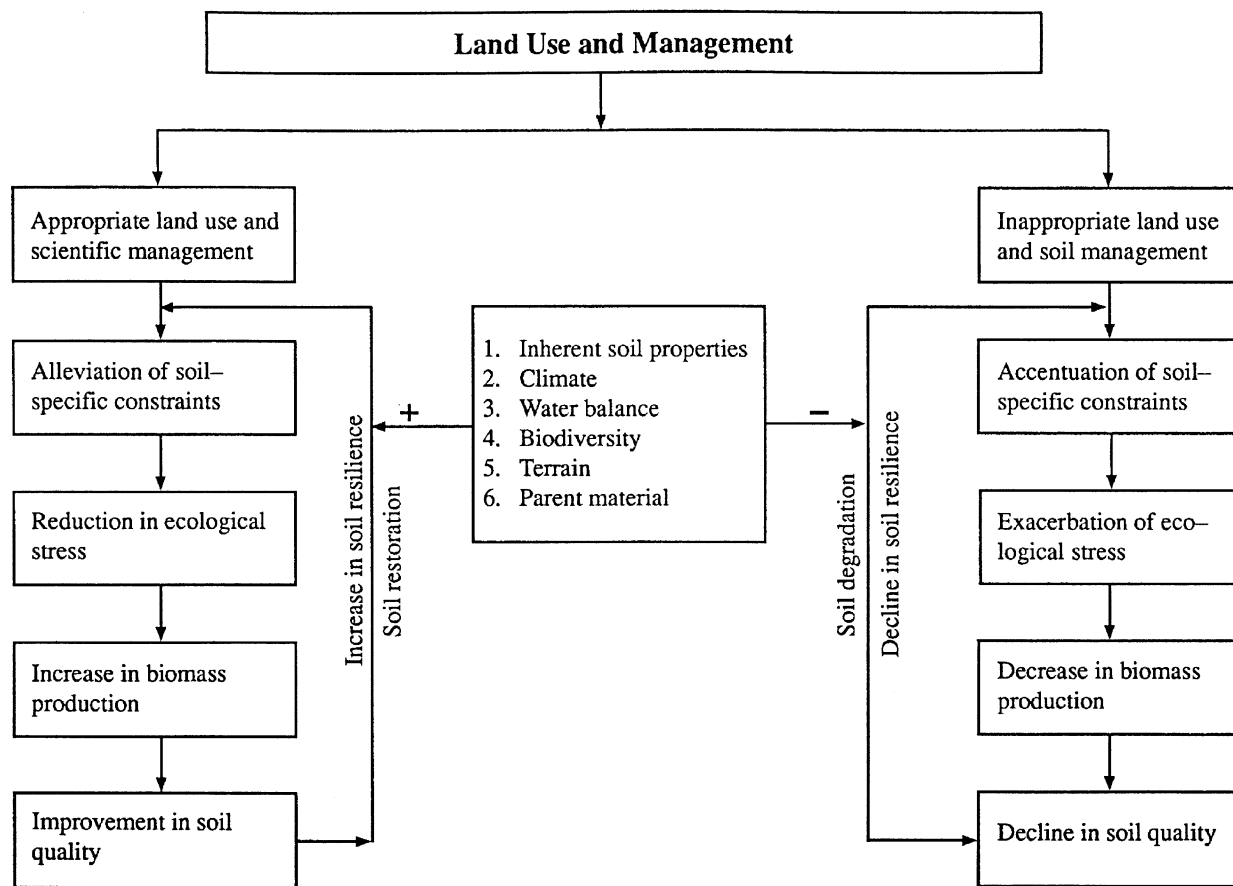 Land Use and Management
Appropriate land use and
scientific management
Inappropriate land use
and soil management
Alleviation of soil–
specific constraints
Reduction in ecological
stress
Increase in biomass
production
Improvement in soil
quality
Increase in soil resilience
Soil restoration
+
1. Inherent soil properties
2. Climate
3. Water balance
4. Biodiversity
5. Terrain
6. Parent material
–
Soil degradation
Decline in soil resilience
Accentuation of soil–
specific constraints
Exacerbation of eco–
logical stress
Decrease in biomass
production
Decline in soil quality